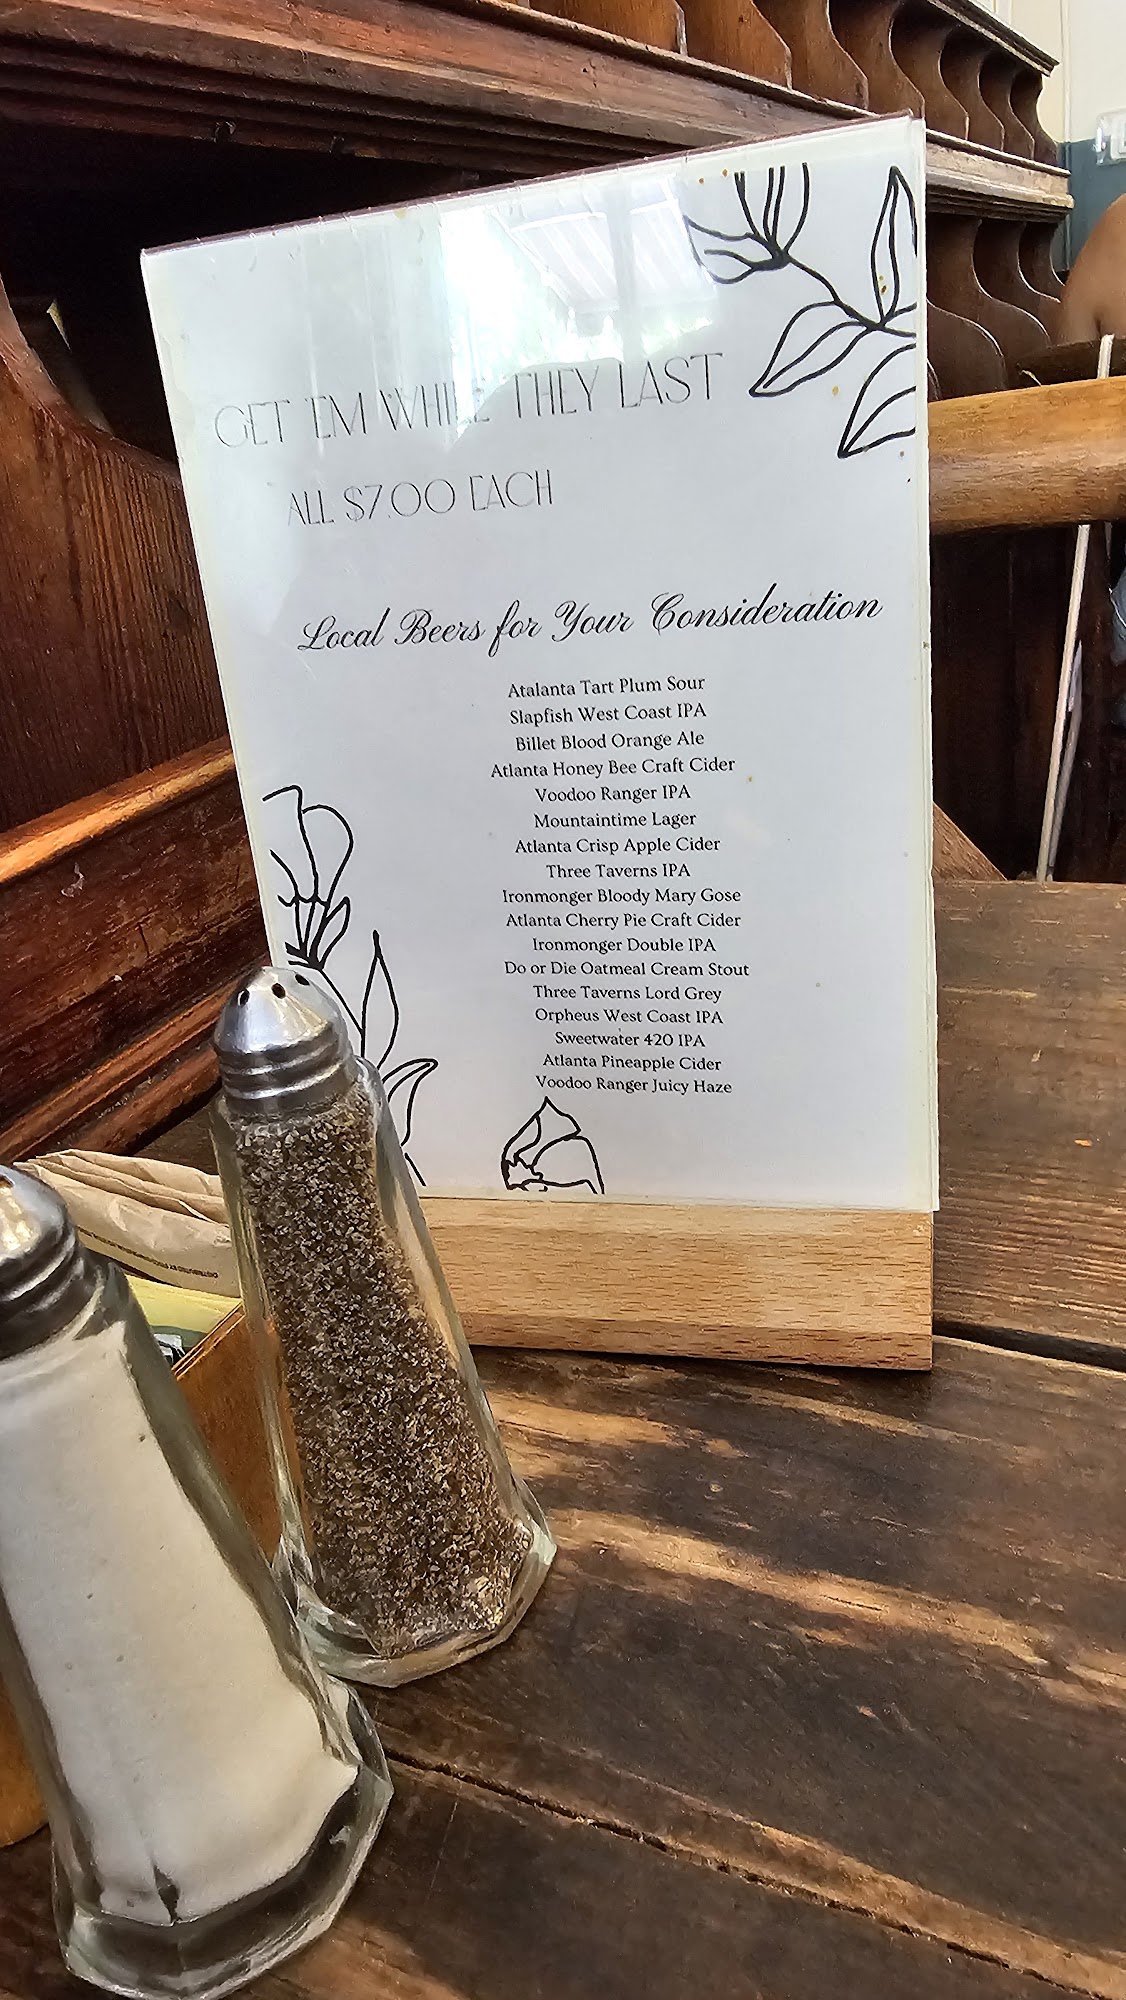 GET 'EM WHILE THEY LAST
ALL $7.00 EACH
Local Beers for Your Consideration
Atalanta Tart Plum Sour
Slapfish West Coast IPA
Billet Blood Orange Ale
Atlanta Honey Bee Craft Cider
Voodoo Ranger IPA
Mountaintime Lager
Atlanta Crisp Apple Cider
Three Taverns IPA
Ironmonger Bloody Mary Gose
Atlanta Cherry Pie Craft Cider
Ironmonger Double IPA
Do or Die Oatmeal Cream Stout
Three Taverns Lord Grey
Orpheus West Coast IPA
Sweetwater 420 IPA
Atlanta Pineapple Cider
Voodoo Ranger Juicy Haze